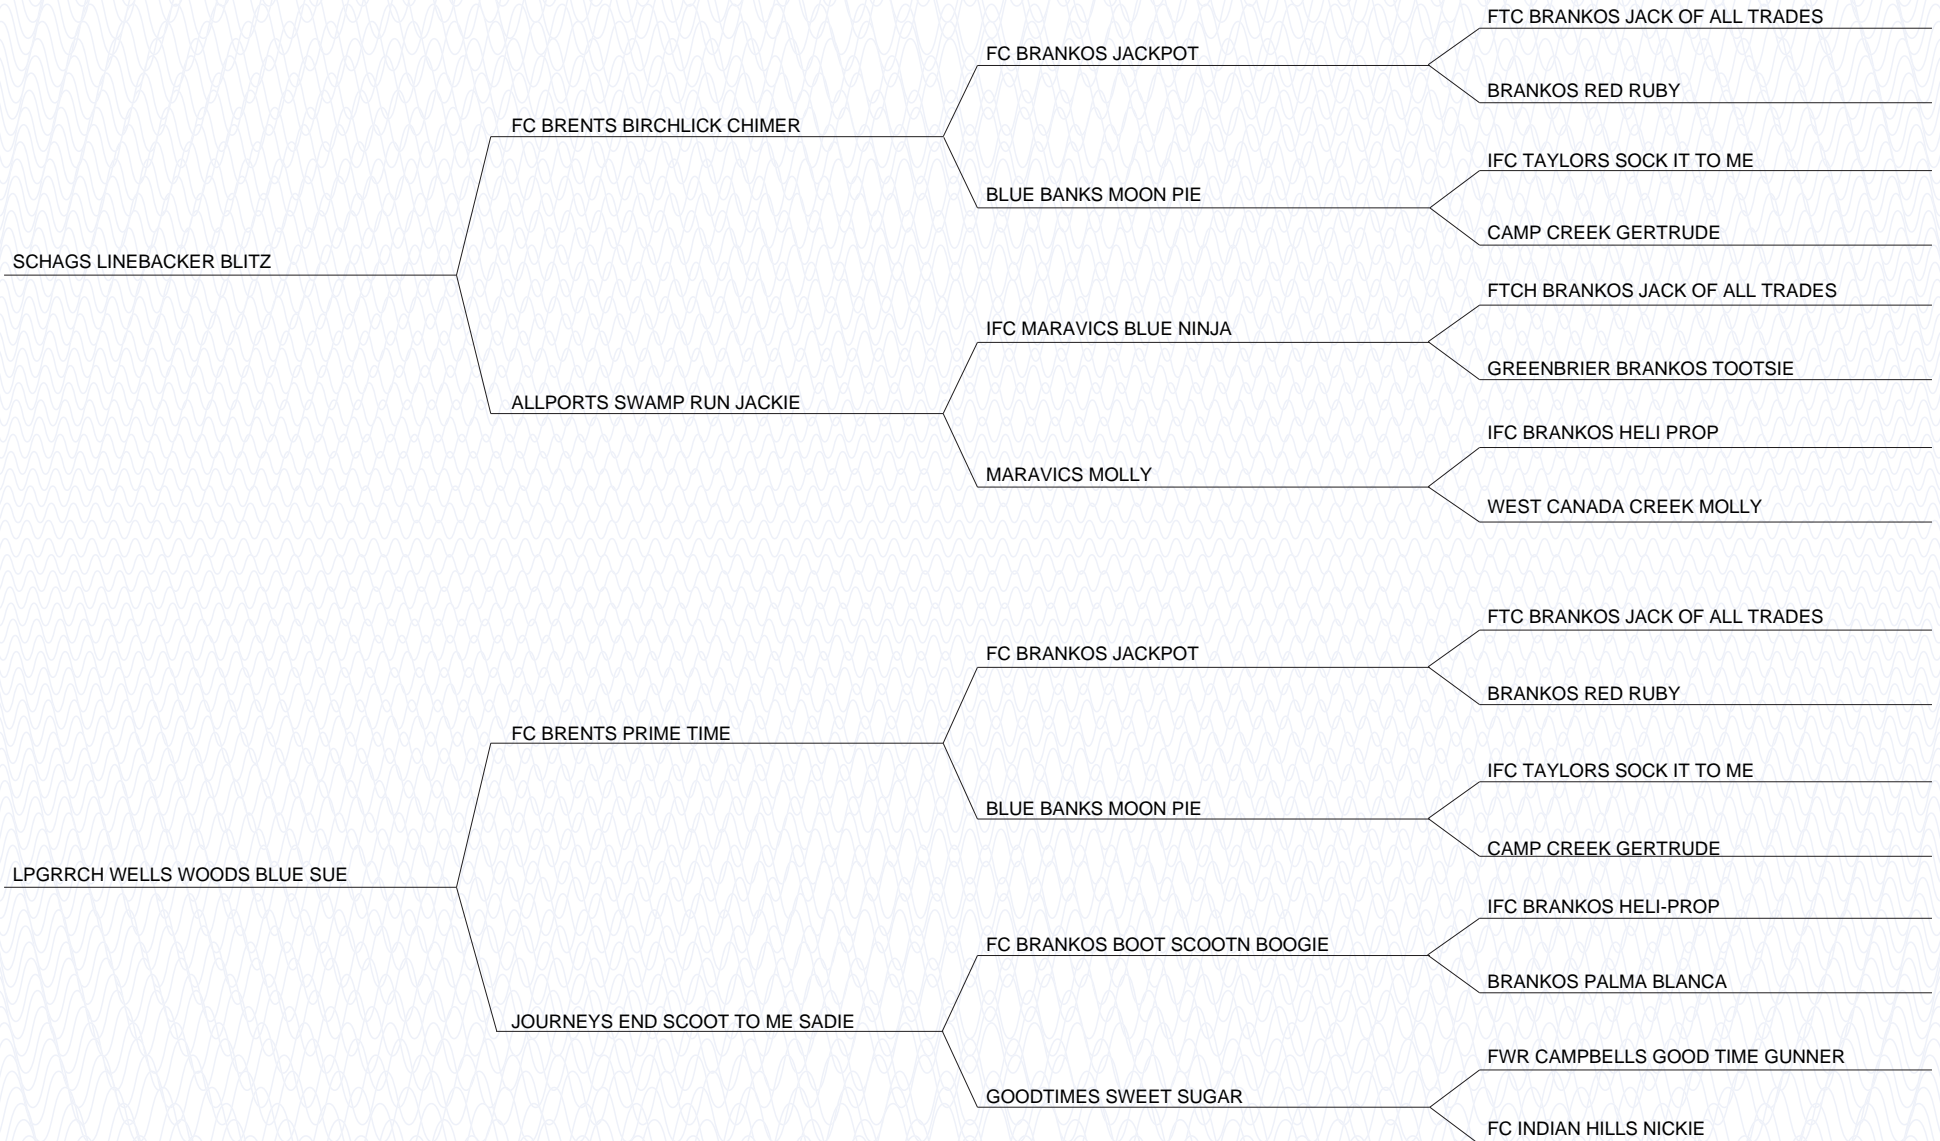 FTC BRANKOS JACK OF ALL TRADES
FC BRANKOS JACKPOT
BRANKOS RED RUBY
FC BRENTS BIRCHLICK CHIMER
IFC TAYLORS SOCK IT TO ME
BLUE BANKS MOON PIE
CAMP CREEK GERTRUDE
SCHAGS LINEBACKER BLITZ
FTCH BRANKOS JACK OF ALL TRADES
IFC MARAVICS BLUE NINJA
GREENBRIER BRANKOS TOOTSIE
ALLPORTS SWAMP RUN JACKIE
IFC BRANKOS HELI PROP
MARAVICS MOLLY
WEST CANADA CREEK MOLLY
FTC BRANKOS JACK OF ALL TRADES
FC BRANKOS JACKPOT
BRANKOS RED RUBY
FC BRENTS PRIME TIME
IFC TAYLORS SOCK IT TO ME
BLUE BANKS MOON PIE
CAMP CREEK GERTRUDE
LPGRRCH WELLS WOODS BLUE SUE
IFC BRANKOS HELI-PROP
FC BRANKOS BOOT SCOOTN BOOGIE
BRANKOS PALMA BLANCA
JOURNEYS END SCOOT TO ME SADIE
FWR CAMPBELLS GOOD TIME GUNNER
GOODTIMES SWEET SUGAR
FC INDIAN HILLS NICKIE